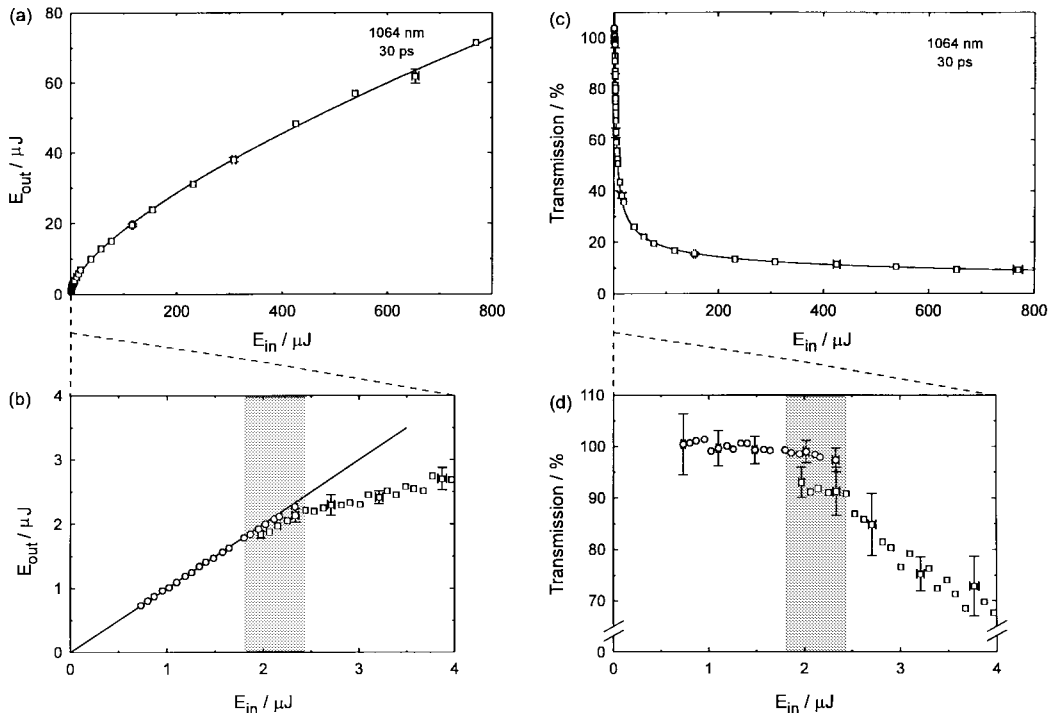 (a)
1064 nm
30 ps
80
60
40
20
0
E_out / μJ
200
400
600
800
E_in / μJ
(c)
1064 nm
30 ps
100
80
60
40
20
0
Transmission / %
0
200
400
600
800
E_in / μJ
(b)
4
3
2
1
0
E_out / μJ
0
1
2
3
4
E_in / μJ
(d)
110
100
90
80
70
0
Transmission / %
0
1
2
3
4
E_in / μJ